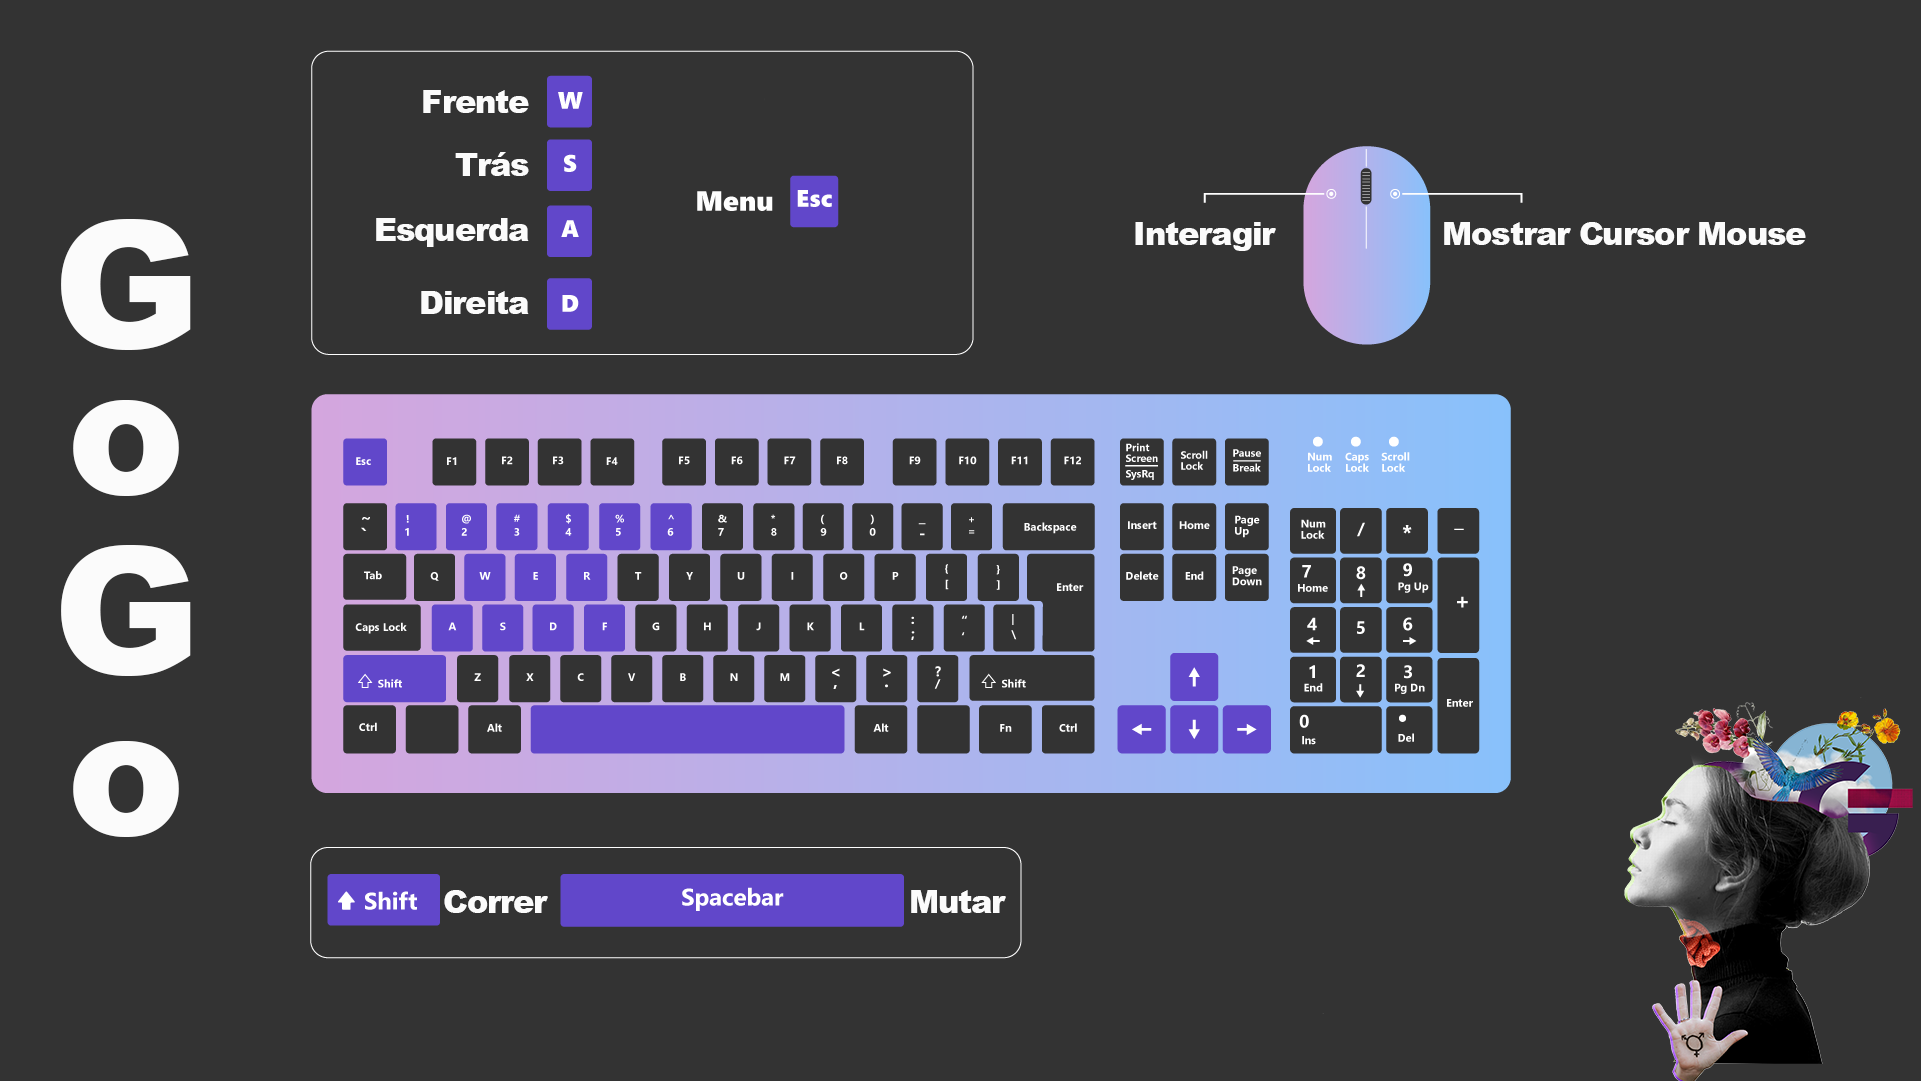 G
o
G
o
Frente W
Trás S
Esquerda A
Direita D
Menu Esc
Interagir
Mostrar Cursor Mouse
Esc F1 F2 F3 F4 F5 F6 F7 F8 F9 F10 F11 F12
Print Screen SysRq
Scroll Lock
Pause Break
Num Lock
Caps Lock
Scroll Lock
~ ` ! 1 @ 2 # 3 $ 4 % 5 ^ 6 & 7 * 8 ( 9 ) 0 _ - + = Backspace
Insert Home Page Up
Num Lock / * −
Tab Q W E R T Y U I O P { [ } ] Enter
Delete End Page Down
7 Home 8 ↑ 9 Pg Up +
Caps Lock A S D F G H J K L : ; “ ‘ | \
4 ← 5 6 →
⇧ Shift Z X C V B N M < , > . ? / ⇧ Shift
↑
1 End 2 ↓ 3 Pg Dn Enter
Ctrl Alt Alt Fn Ctrl
← ↓ →
0 Ins • Del
Shift Correr Spacebar Mutar